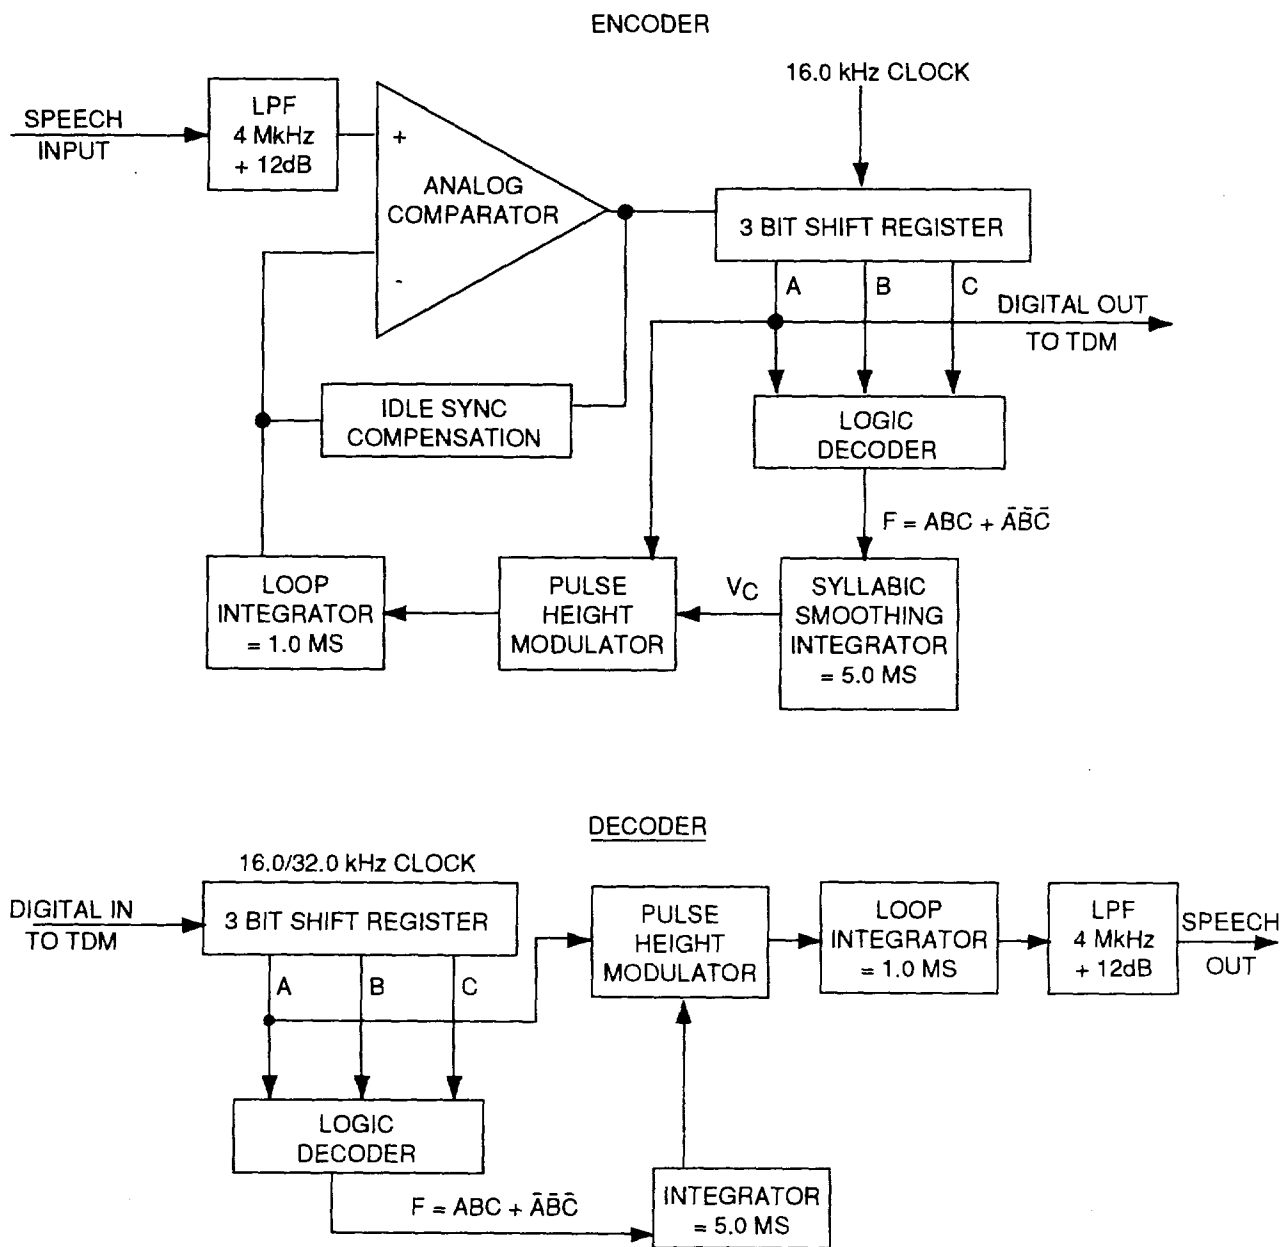 ENCODER
16.0 kHz CLOCK
SPEECH
INPUT
LPF
4 MkHz
+ 12dB
+
ANALOG
COMPARATOR
-
3 BIT SHIFT REGISTER
A
B
C
DIGITAL OUT
TO TDM
IDLE SYNC
COMPENSATION
LOGIC
DECODER
F = ABC + A̅B̅C̅
LOOP
INTEGRATOR
= 1.0 MS
PULSE
HEIGHT
MODULATOR
VC
SYLLABIC
SMOOTHING
INTEGRATOR
= 5.0 MS
DECODER
16.0/32.0 kHz CLOCK
DIGITAL IN
TO TDM
3 BIT SHIFT REGISTER
A
B
C
PULSE
HEIGHT
MODULATOR
LOOP
INTEGRATOR
= 1.0 MS
LPF
4 MkHz
+ 12dB
SPEECH
OUT
LOGIC
DECODER
F = ABC + A̅B̅C̅
INTEGRATOR
= 5.0 MS